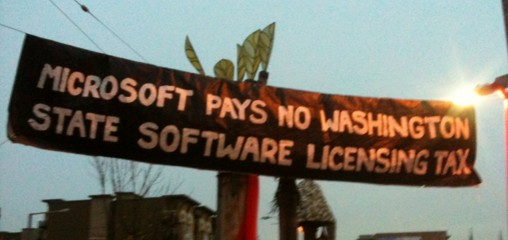 MICROSOFT PAYS NO WASHINGTON
STATE SOFTWARE LICENSING TAX